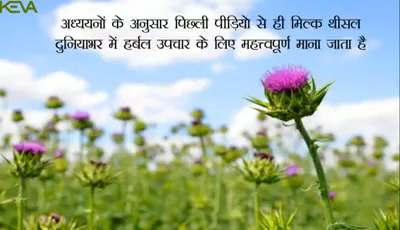 KEVA
अध्ययनों के अनुसार पिछली पीड़ियो से ही मिल्क थीसल
दुनियाभर में हर्बल उपचार के लिए महत्त्वपूर्ण माना जाता है